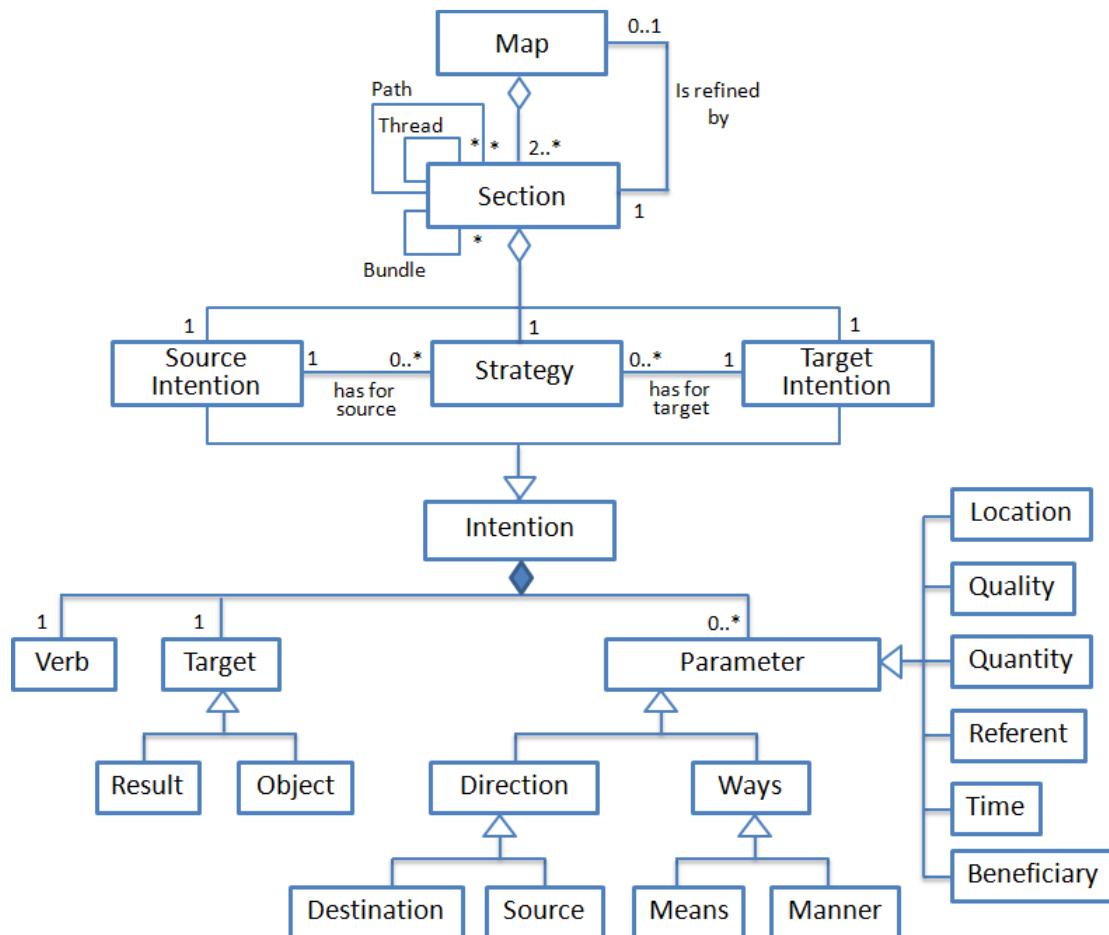 Map
0..1
Path
Thread
Is refined
by
* *
2..*
Section
1
*
Bundle
1
1
1
Source
Intention
1
0..*
Strategy
0..*
1
Target
Intention
has for
source
has for
target
Intention
Location
Quality
1
1
0..*
Verb
Target
Parameter
Quantity
Referent
Result
Object
Direction
Ways
Time
Beneficiary
Destination
Source
Means
Manner